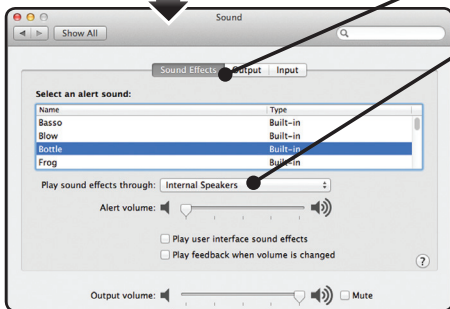 Sound
Show All
Sound Effects Output Input
Select an alert sound:
Name Type
Basso Built-in
Blow Built-in
Bottle Built-in
Frog Built-in
Play sound effects through: Internal Speakers
Alert volume:
Play user interface sound effects
Play feedback when volume is changed
?
Output volume: Mute